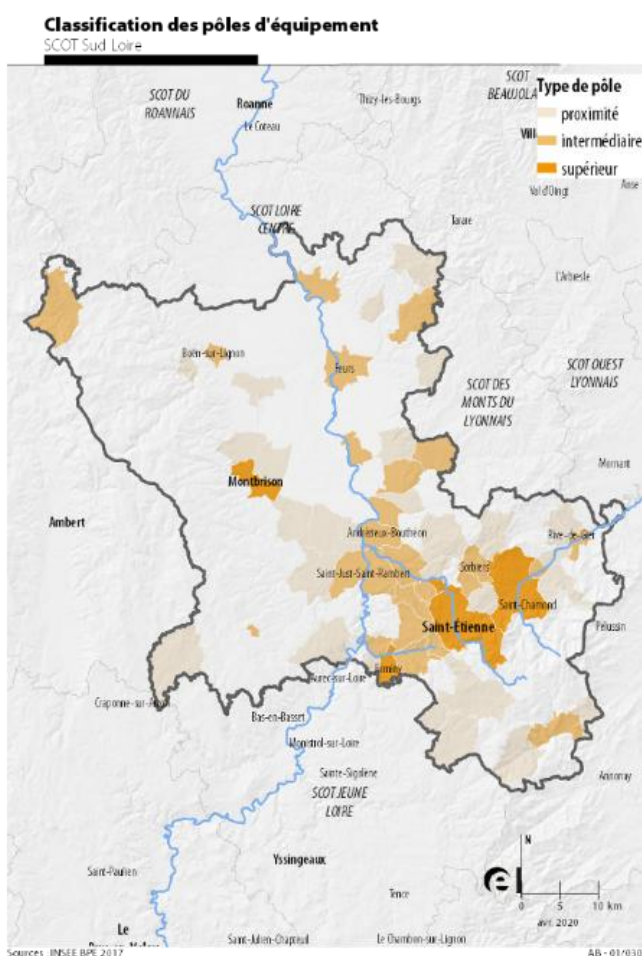 Classification des pôles d'équipement
SCOT Sud Loire
SCOT DU
ROANNAIS
Roanne
Le Coteau
Thizy-les-Bourgs
SCOT
BEAUJOLA
Type de pôle
proximité
intermédiaire
supérieur
Vill
Val d'Oingt
Anse
SCOT LOIRE
CENTRE
Tarare
L'Arbresle
Boën-sur-Lignon
Feurs
SCOT OUEST
LYONNAIS
SCOT DES
MONTS DU
LYONNAIS
Mornant
Montbrison
Ambert
Andrézieux-Bouthéon
Rive-de-Gier
Saint-Just-Saint-Rambert
Sorbiers
Saint-Chamond
Saint-Étienne
Pélussin
Firminy
Aurec-sur-Loire
Craponne-sur-Arzon
Bas-en-Basset
Monistrol-sur-Loire
Sainte-Sigolène
Annonay
SCOT JEUNE
LOIRE
Yssingeaux
Saint-Paulien
Tence
N
0 5 10 km
avr. 2020
Le
Saint-Julien-Chapteuil
Le Chambon-sur-Lignon
Sources INSEE BPE 2017